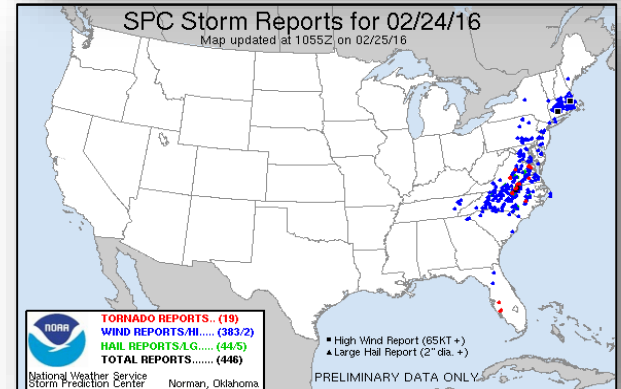 SPC Storm Reports for 02/24/16
Map updated at 1055Z on 02/25/16
TORNADO REPORTS.. (19)
WIND REPORTS/HI..... (383/2)
HAIL REPORTS/LG..... (44/5)
TOTAL REPORTS....... (446)
NOAA
National Weather Service
Storm Prediction Center Norman, Oklahoma
High Wind Report (65KT +)
Large Hail Report (2" dia. +)
PRELIMINARY DATA ONLY